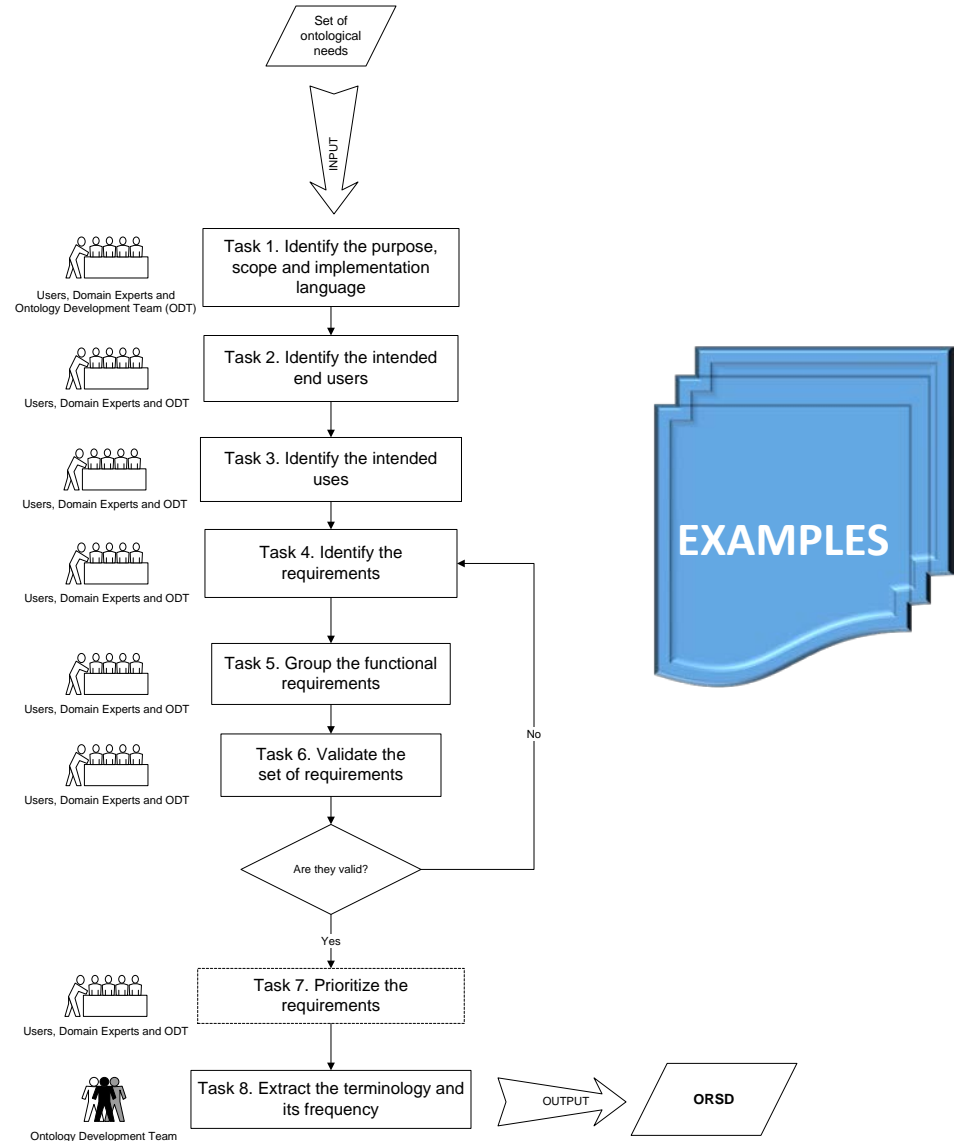 Set of
ontological
needs
INPUT
Task 1. Identify the purpose,
scope and implementation
language
Users, Domain Experts and
Ontology Development Team (ODT)
Task 2. Identify the intended
end users
Users, Domain Experts and ODT
Task 3. Identify the intended
uses
Users, Domain Experts and ODT
Task 4. Identify the
requirements
Users, Domain Experts and ODT
EXAMPLES
Task 5. Group the functional
requirements
Users, Domain Experts and ODT
No
Task 6. Validate the
set of requirements
Users, Domain Experts and ODT
Are they valid?
Yes
Task 7. Prioritize the
requirements
Users, Domain Experts and ODT
Task 8. Extract the terminology and
its frequency
OUTPUT
ORSD
Ontology Development Team